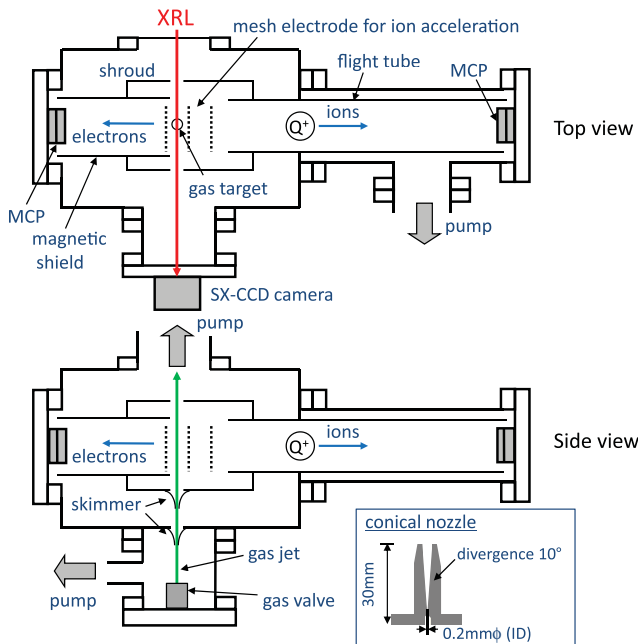 XRL
mesh electrode for ion acceleration
shroud
flight tube
MCP
ions
Q+
electrons
Top view
gas target
MCP
magnetic
shield
pump
SX-CCD camera
pump
ions
Q+
electrons
Side view
skimmer
conical nozzle
divergence 10°
30mm
gas jet
pump
gas valve
0.2mmϕ (ID)